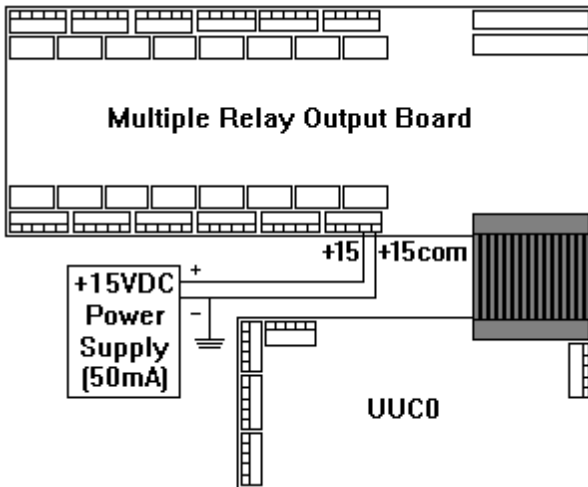 Multiple Relay Output Board
+15 +15com
+
+15VDC
Power
Supply
(50mA)
–
UUC0